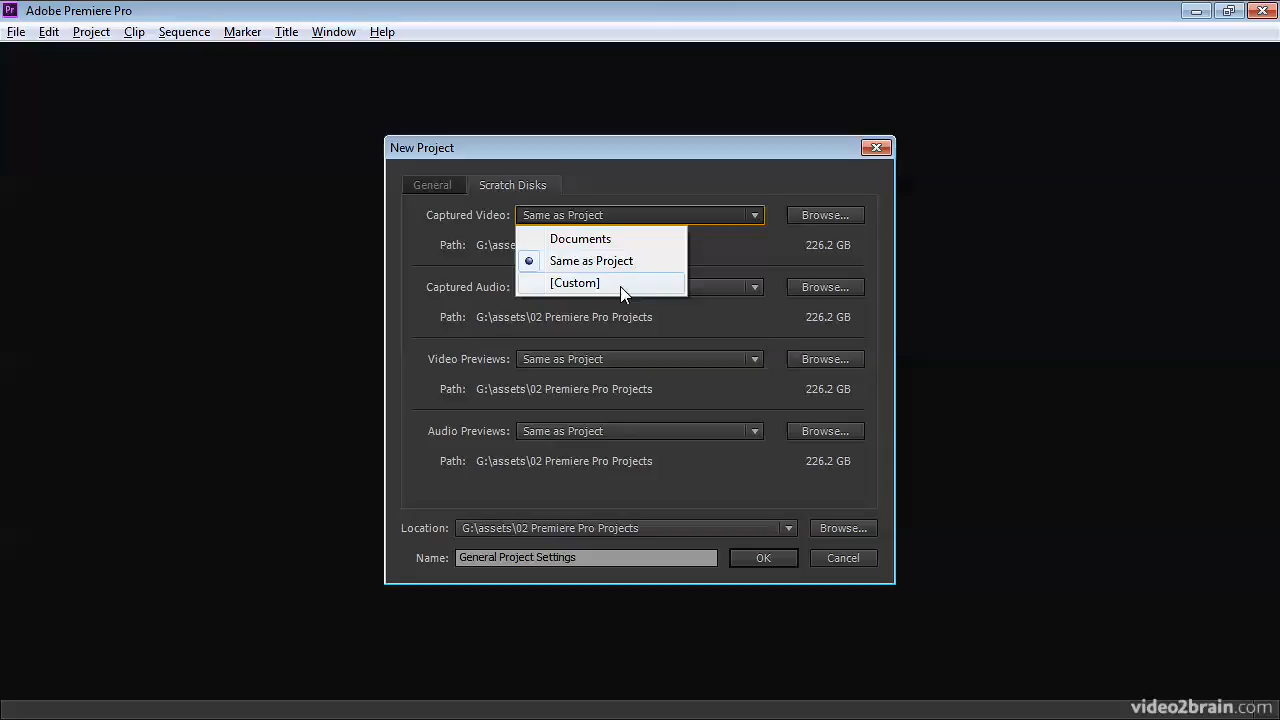 Pr Adobe Premiere Pro
File Edit Project Clip Sequence Marker Title Window Help
New Project
General Scratch Disks
Captured Video: Same as Project Browse...
Documents
Path: G:\asse 226.2 GB
Same as Project
[Custom]
Captured Audio: Browse...
Path: G:\assets\02 Premiere Pro Projects 226.2 GB
Video Previews: Same as Project Browse...
Path: G:\assets\02 Premiere Pro Projects 226.2 GB
Audio Previews: Same as Project Browse...
Path: G:\assets\02 Premiere Pro Projects 226.2 GB
Location: G:\assets\02 Premiere Pro Projects Browse...
Name: General Project Settings OK Cancel
video2brain.com